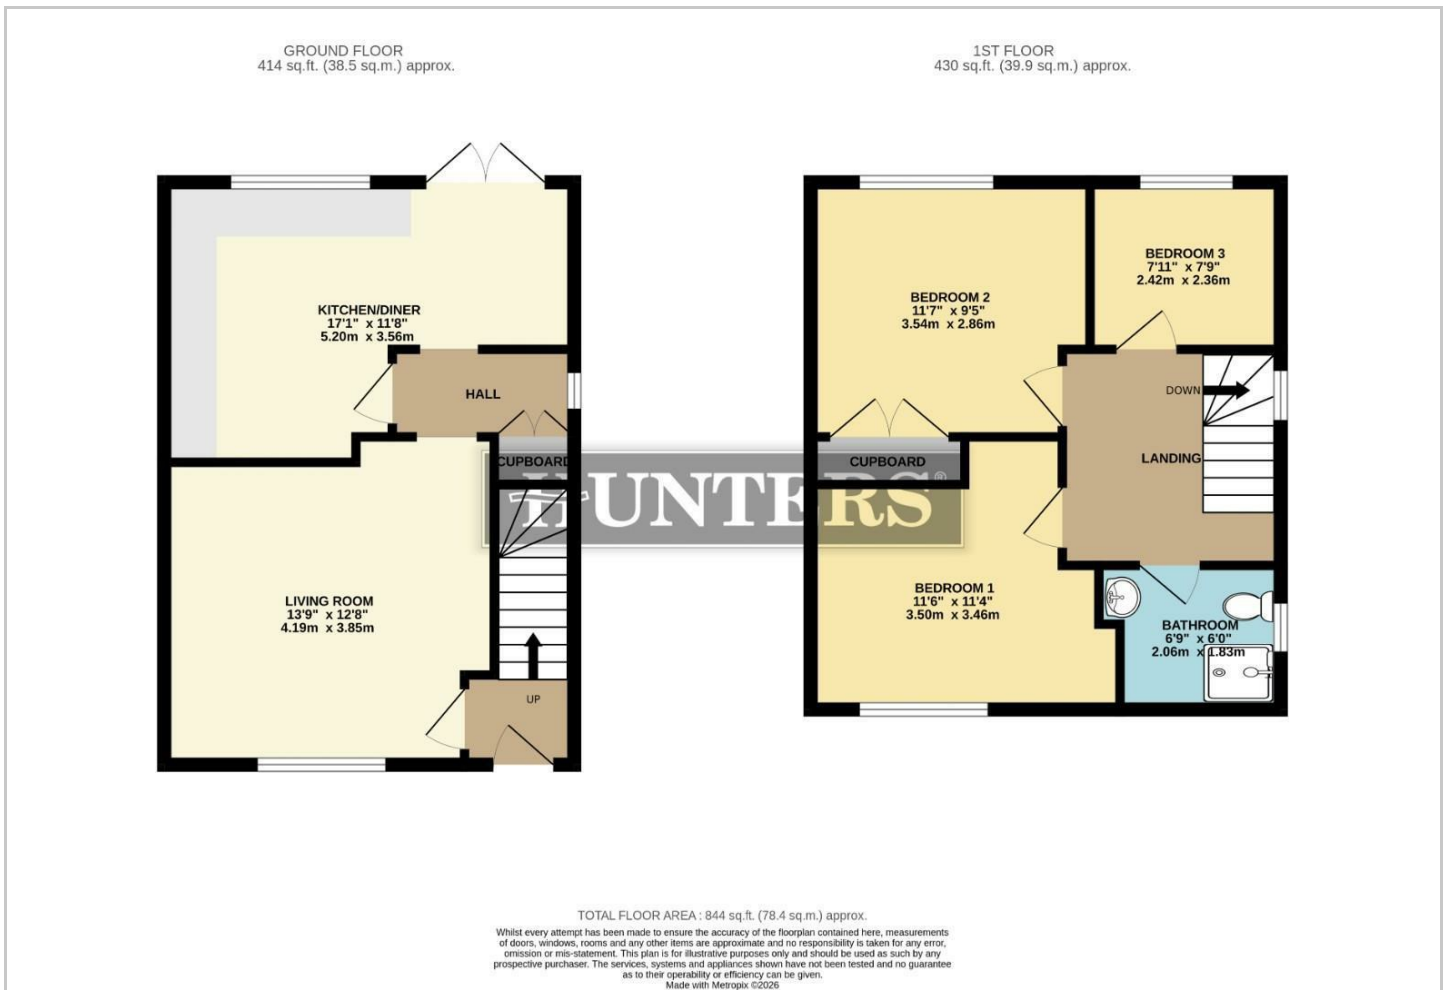 GROUND FLOOR
414 sq.ft. (38.5 sq.m.) approx.
1ST FLOOR
430 sq.ft. (39.9 sq.m.) approx.
KITCHEN/DINER
17'1" x 11'8"
5.20m x 3.56m
HALL
CUPBOARD
LIVING ROOM
13'9" x 12'8"
4.19m x 3.85m
UP
BEDROOM 2
11'7" x 9'5"
3.54m x 2.86m
BEDROOM 3
7'11" x 7'9"
2.42m x 2.36m
DOWN
LANDING
CUPBOARD
HUNTERS®
BEDROOM 1
11'6" x 11'4"
3.50m x 3.46m
BATHROOM
6'9" x 6'0"
2.06m x 1.83m
TOTAL FLOOR AREA : 844 sq.ft. (78.4 sq.m.) approx.
Whilst every attempt has been made to ensure the accuracy of the floorplan contained here, measurements
of doors, windows, rooms and any other items are approximate and no responsibility is taken for any error,
omission or mis-statement. This plan is for illustrative purposes only and should be used as such by any
prospective purchaser. The services, systems and appliances shown have not been tested and no guarantee
as to their operability or efficiency can be given.
Made with Metropix ©2026